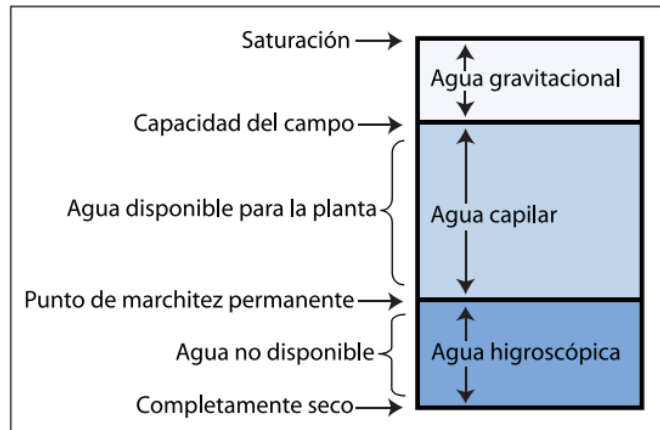 Saturación
Agua gravitacional
Capacidad del campo
Agua disponible para la planta
Agua capilar
Punto de marchitez permanente
Agua no disponible
Agua higroscópica
Completamente seco